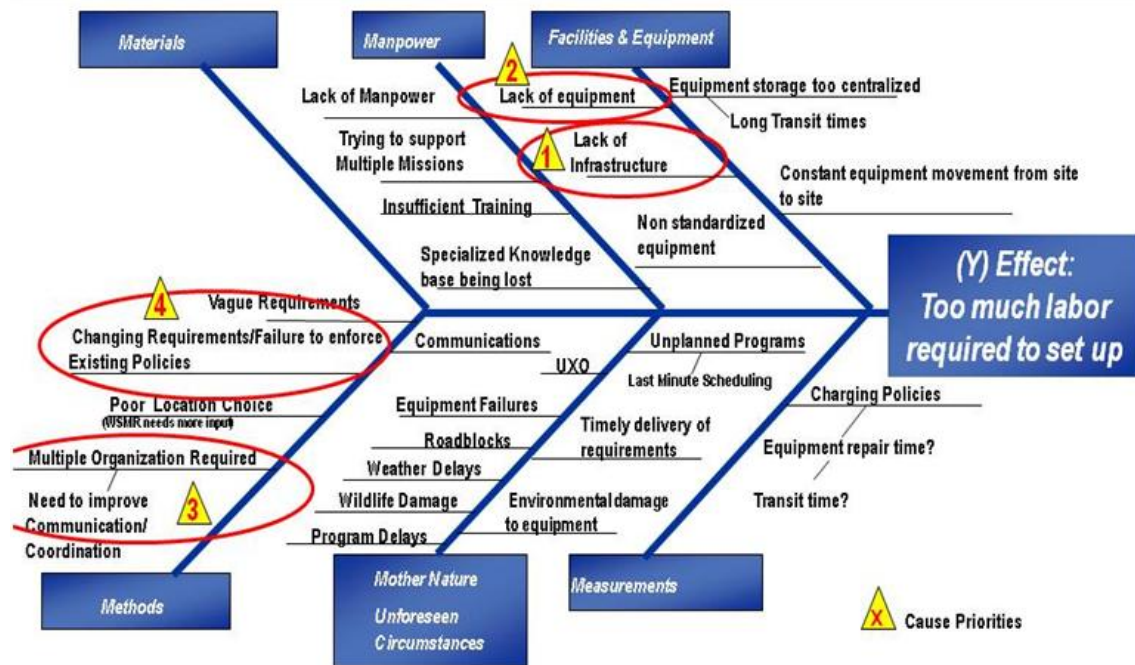 Materials
Manpower
Facilities & Equipment
2
Lack of Manpower
Lack of equipment
Equipment storage too centralized
Long Transit times
Trying to support
Multiple Missions
1
Lack of
Infrastructure
Constant equipment movement from site
to site
Insufficient Training
Non standardized
equipment
Specialized Knowledge
base being lost
(Y) Effect:
Too much labor
required to set up
4
Vague Requirements
Changing Requirements/Failure to enforce
Existing Policies
Communications
UXO
Unplanned Programs
Last Minute Scheduling
Poor Location Choice
(WSMR needs more input)
Equipment Failures
Charging Policies
Roadblocks
Timely delivery of
requirements
Equipment repair time?
Multiple Organization Required
Weather Delays
Need to improve
Communication/
Coordination
3
Wildlife Damage
Environmental damage
to equipment
Transit time?
Program Delays
Methods
Mother Nature
Unforeseen
Circumstances
Measurements
X Cause Priorities